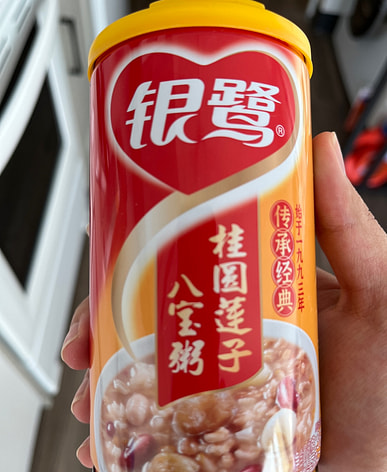 银鹭®
桂圆莲子
八宝粥
传承经典
始于一九九三年